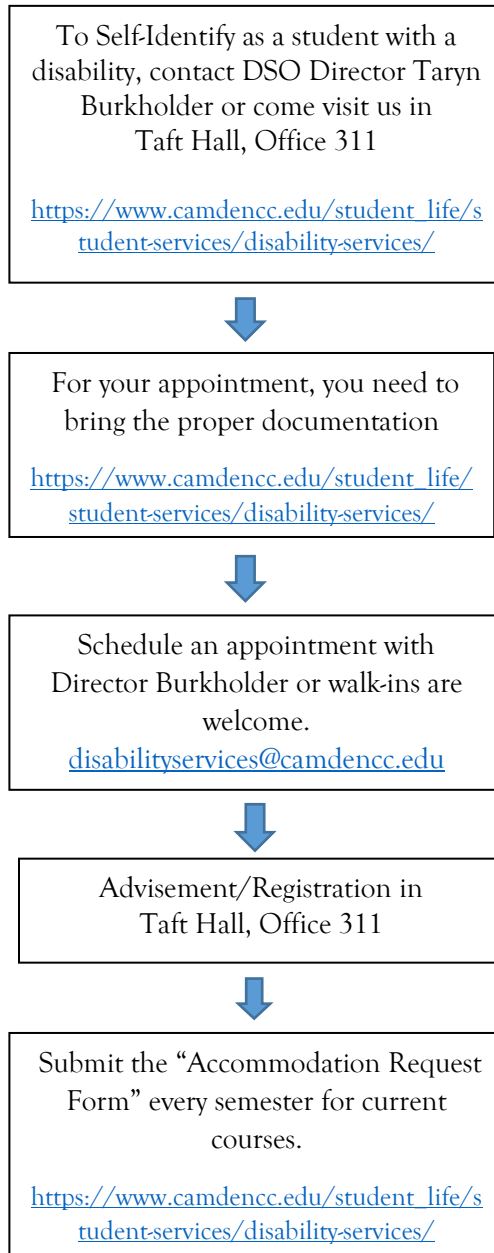 To Self-Identify as a student with a
disability, contact DSO Director Taryn
Burkholder or come visit us in
Taft Hall, Office 311
https://www.camdencc.edu/student_life/s
tudent-services/disability-services/
For your appointment, you need to
bring the proper documentation
https://www.camdencc.edu/student_life/
student-services/disability-services/
Schedule an appointment with
Director Burkholder or walk-ins are
welcome.
disabilityservices@camdencc.edu
Advisement/Registration in
Taft Hall, Office 311
Submit the “Accommodation Request
Form” every semester for current
courses.
https://www.camdencc.edu/student_life/s
tudent-services/disability-services/